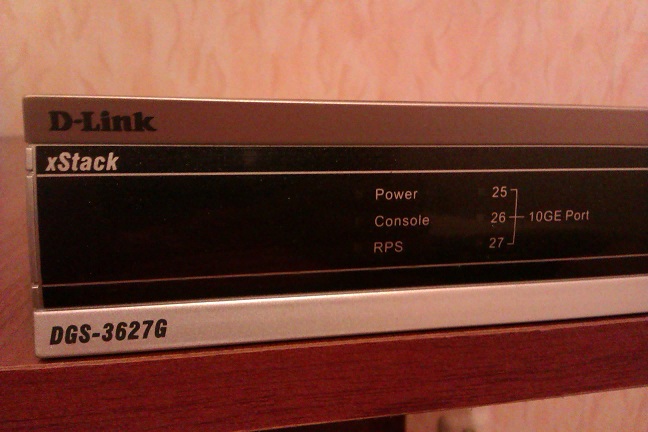 D-Link
xStack
Power
Console
RPS
25
26
27
10GE Port
DGS-3627G